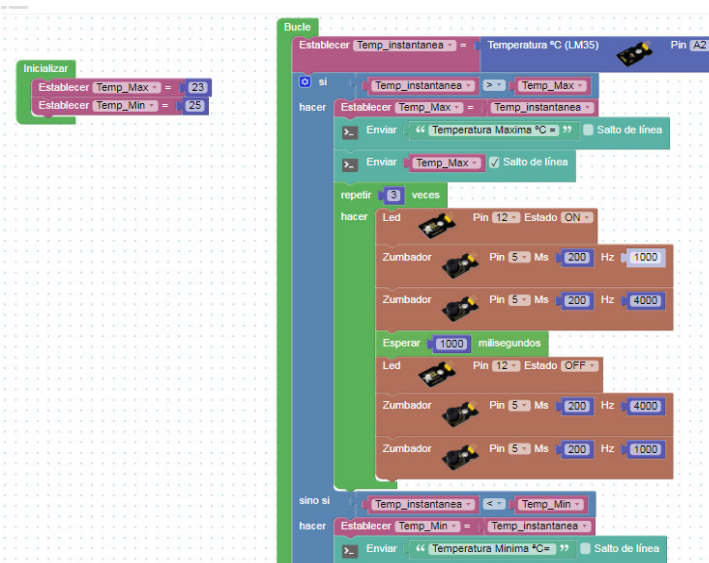 Inicializar
Establecer Temp_Max = 23
Establecer Temp_Min = 25
Bucle
Establecer Temp_instantanea = Temperatura ºC (LM35) Pin A2
si Temp_instantanea > Temp_Max
hacer Establecer Temp_Max = Temp_instantanea
Enviar “ Temperatura Maxima ºC = ” Salto de línea
Enviar Temp_Max Salto de línea
repetir 3 veces
hacer Led Pin 12 Estado ON
Zumbador Pin 5 Ms 200 Hz 1000
Zumbador Pin 5 Ms 200 Hz 4000
Esperar 1000 milisegundos
Led Pin 12 Estado OFF
Zumbador Pin 5 Ms 200 Hz 4000
Zumbador Pin 5 Ms 200 Hz 1000
sino si Temp_instantanea < Temp_Min
hacer Establecer Temp_Min = Temp_instantanea
Enviar “ Temperatura Minima ºC= ” Salto de línea